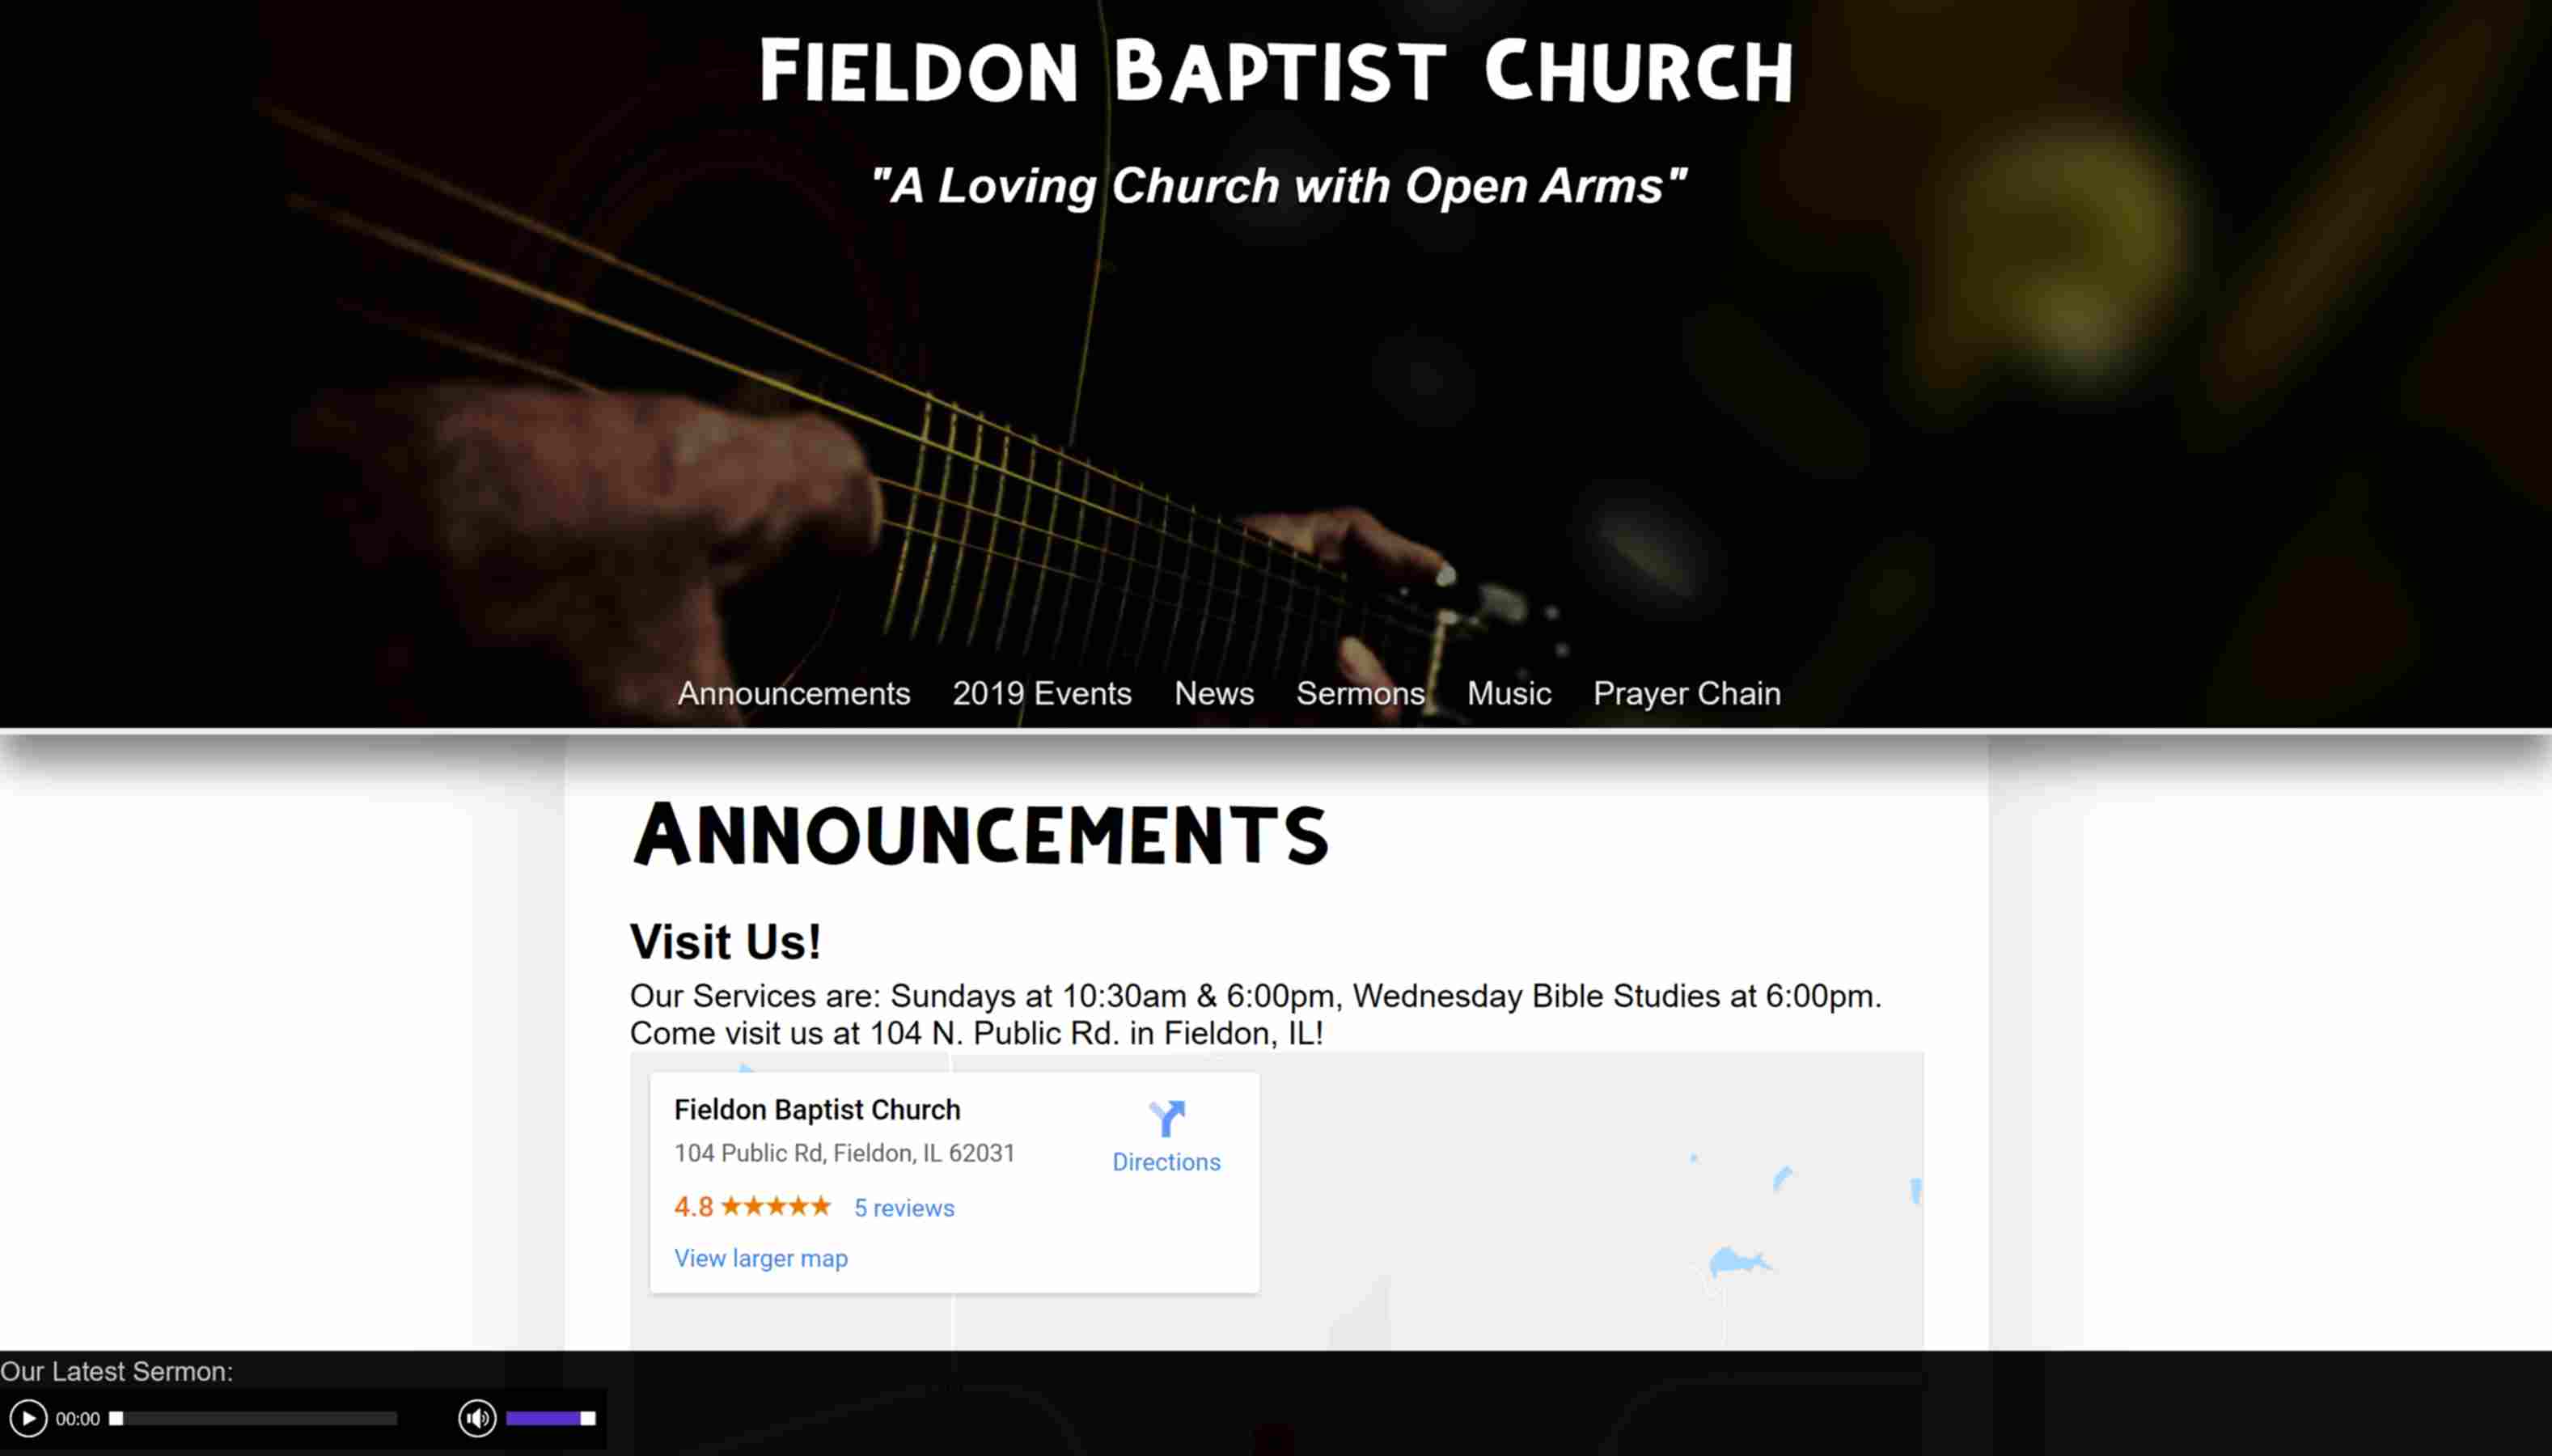 Fieldon Baptist Church
"A Loving Church with Open Arms"
Announcements 2019 Events News Sermons Music Prayer Chain
Announcements
Visit Us!
Our Services are: Sundays at 10:30am & 6:00pm, Wednesday Bible Studies at 6:00pm.
Come visit us at 104 N. Public Rd. in Fieldon, IL!
Fieldon Baptist Church
104 Public Rd, Fieldon, IL 62031
Directions
4.8 ★★★★★ 5 reviews
View larger map
Our Latest Sermon:
00:00